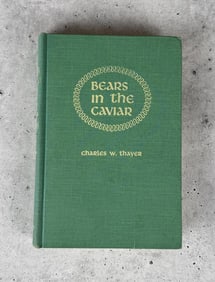 BEARS
IN THE
CAVIAR
CHARLES W. THAYER